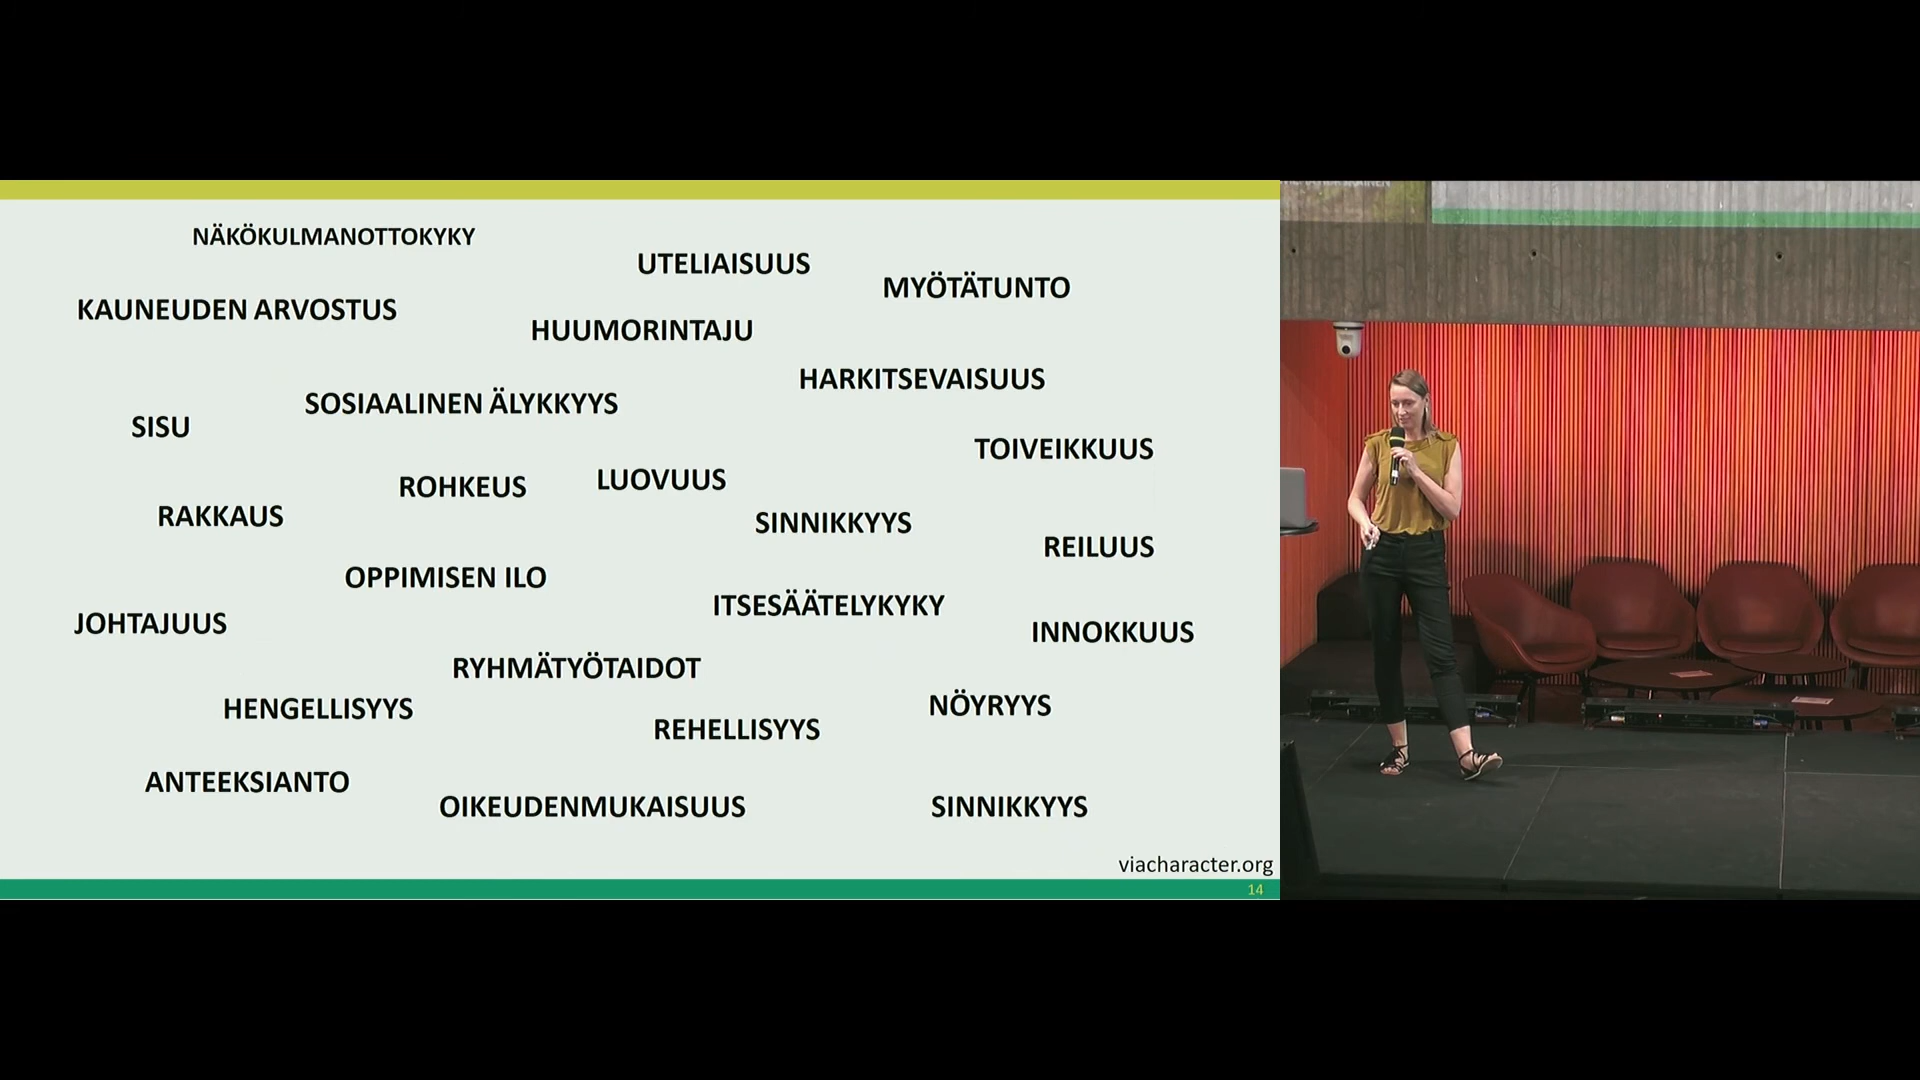 NÄKÖKULMANOTTOKYKY
UTELIAISUUS
MYÖTÄTUNTO
KAUNEUDEN ARVOSTUS
HUUMORINTAJU
HARKITSEVAISUUS
SOSIAALINEN ÄLYKKYYS
SISU
TOIVEIKKUUS
ROHKEUS
LUOVUUS
RAKKAUS
SINNIKKYYS
REILUUS
OPPIMISEN ILO
ITSESÄÄTELYKYKY
JOHTAJUUS
INNOKKUUS
RYHMÄTYÖTAIDOT
HENGELLISYYS
NÖYRYYS
REHELLISYYS
ANTEEKSIANTO
OIKEUDENMUKAISUUS
SINNIKKYYS
viacharacter.org
14